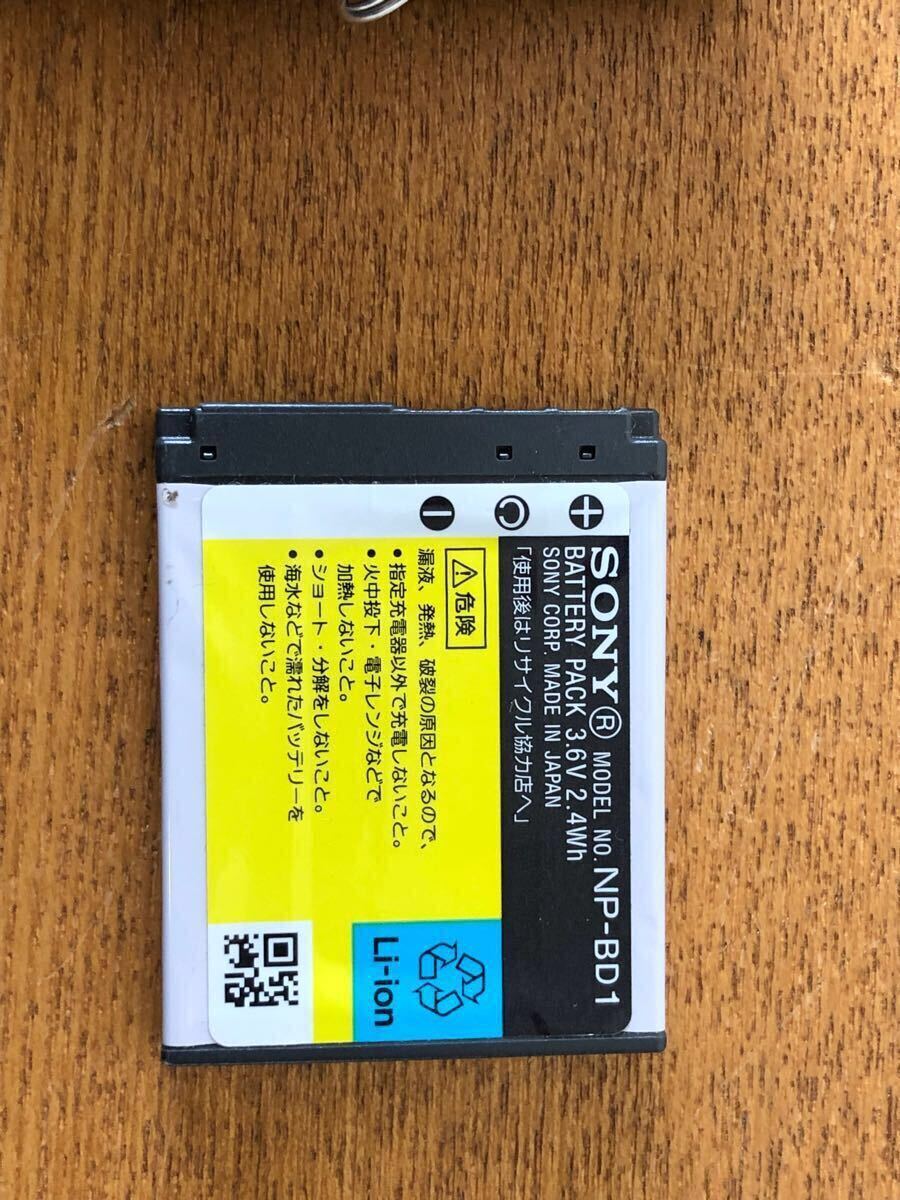 SONY® MODEL NO. NP-BD1
BATTERY PACK 3.6V 2.4Wh
SONY CORP. MADE IN JAPAN
「使用後はリサイクル協力店へ」
⚠危険
漏液、発熱、破裂の原因となるので、
•指定充電器以外で充電しないこと。
•火中投下・電子レンジなどで
加熱しないこと。
•ショート・分解をしないこと。
•海水などで濡れたバッテリーを
使用しないこと。
Li-ion